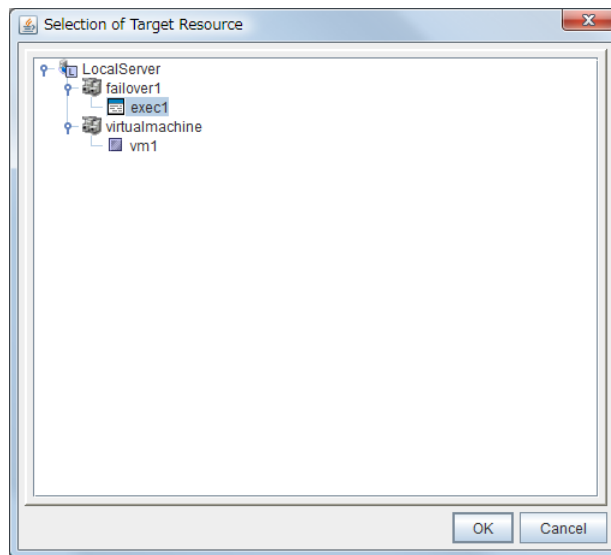 Selection of Target Resource
LocalServer
failover1
exec1
virtualmachine
vm1
OK
Cancel